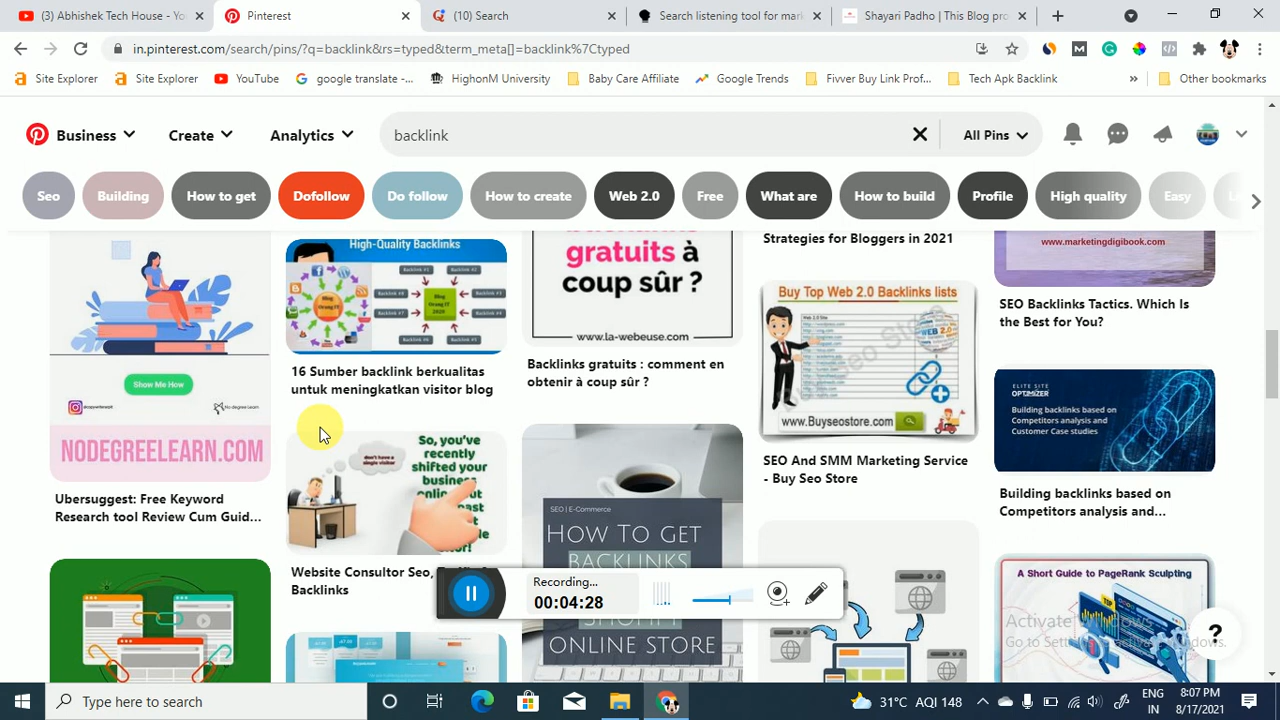 (3) Abhishek Tech House - Yo
Pinterest
(10) Search
Search listening tool for mark
Shayari Padho | This Blog pro
in.pinterest.com/search/pins/?q=backlink&rs=typed&term_meta[]=backlink%7Ctyped
Site Explorer
Site Explorer
YouTube
google translate -...
HighonM University
Baby Care Affiliate
Google Trends
Fivver Buy Link Prof...
Tech Apk Backlink
Other bookmarks
Business
Create
Analytics
backlink
All Pins
Seo
Building
How to get
Dofollow
Do follow
How to create
Web 2.0
Free
What are
How to build
Profile
High quality
Easy
Show Me How
NODEGREELEARN.COM
Ubersuggest: Free Keyword
Research tool Review Cum Guid...
High-Quality Backlinks
16 Sumber backlink berkualitas
untuk meningkatkan visitor blog
So, you've
recently
shifted your
business
don't have a
single visitor
Website Consultor Seo,
Backlinks
gratuits à
coup sûr ?
www.la-webeuse.com
Backlinks gratuits : comment en
obtenir à coup sûr ?
SEO | E-Commerce
HOW TO GET
BACKLINKS
ONLINE STORE
Strategies for Bloggers in 2021
Buy Top Web 2.0 Backlinks lists
www.Buyseostore.com
SEO And SMM Marketing Service
- Buy Seo Store
www.marketingdigibook.com
SEO Backlinks Tactics. Which Is
the Best for You?
ELITE SITE
OPTIMIZER
Building backlinks based on
Competitors analysis and
Customer Case studies
Building backlinks based on
Competitors analysis and...
A Short Guide to PageRank Sculpting
Activate Windows
Go to Settings to activate Windows.
?
Recording...
00:04:28
Type here to search
31°C AQI 148
ENG
IN
8:07 PM
8/17/2021